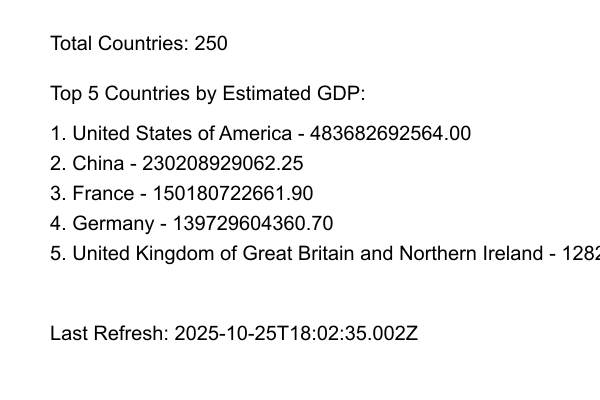 Total Countries: 250
Top 5 Countries by Estimated GDP:
1. United States of America - 483682692564.00
2. China - 230208929062.25
3. France - 150180722661.90
4. Germany - 139729604360.70
5. United Kingdom of Great Britain and Northern Ireland - 1282
Last Refresh: 2025-10-25T18:02:35.002Z